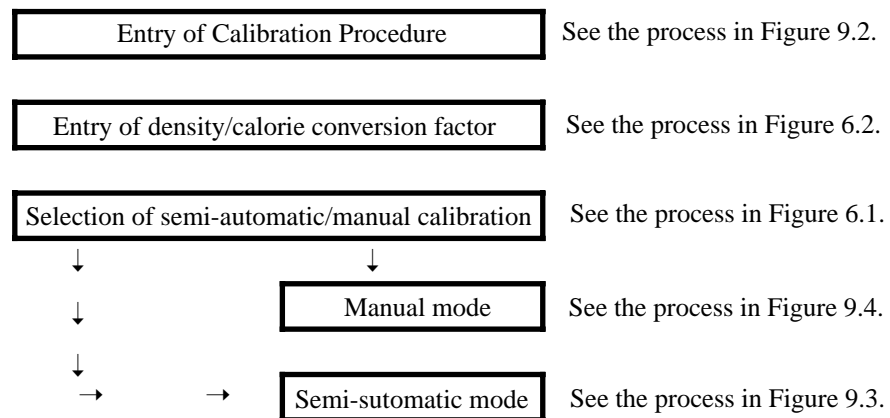 Entry of Calibration Procedure See the process in Figure 9.2.
Entry of density/calorie conversion factor See the process in Figure 6.2.
Selection of semi-automatic/manual calibration See the process in Figure 6.1.
↓ ↓
↓ Manual mode See the process in Figure 9.4.
↓
→ → Semi-sutomatic mode See the process in Figure 9.3.